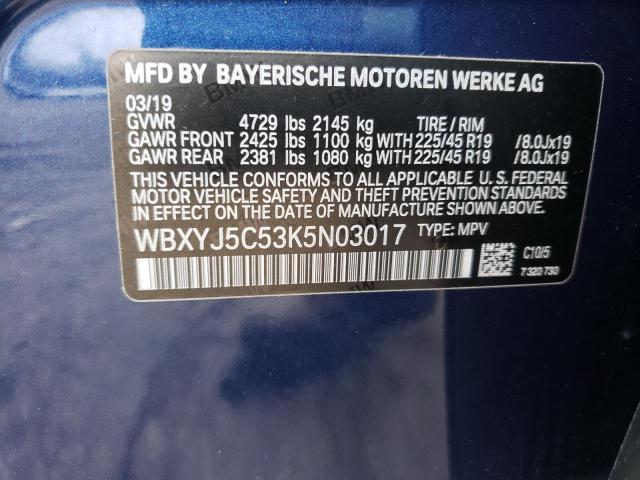 MFD BY BAYERISCHE MOTOREN WERKE AG
03/19
GVWR 4729 lbs 2145 kg TIRE / RIM
GAWR FRONT 2425 lbs 1100 kg WITH 225/45 R19 /8.0Jx19
GAWR REAR 2381 lbs 1080 kg WITH 225/45 R19 /8.0Jx19
THIS VEHICLE CONFORMS TO ALL APPLICABLE U. S. FEDERAL
MOTOR VEHICLE SAFETY AND THEFT PREVENTION STANDARDS
IN EFFECT ON THE DATE OF MANUFACTURE SHOWN ABOVE.
WBXYJ5C53K5N03017 TYPE: MPV
C10/5
7 320 730